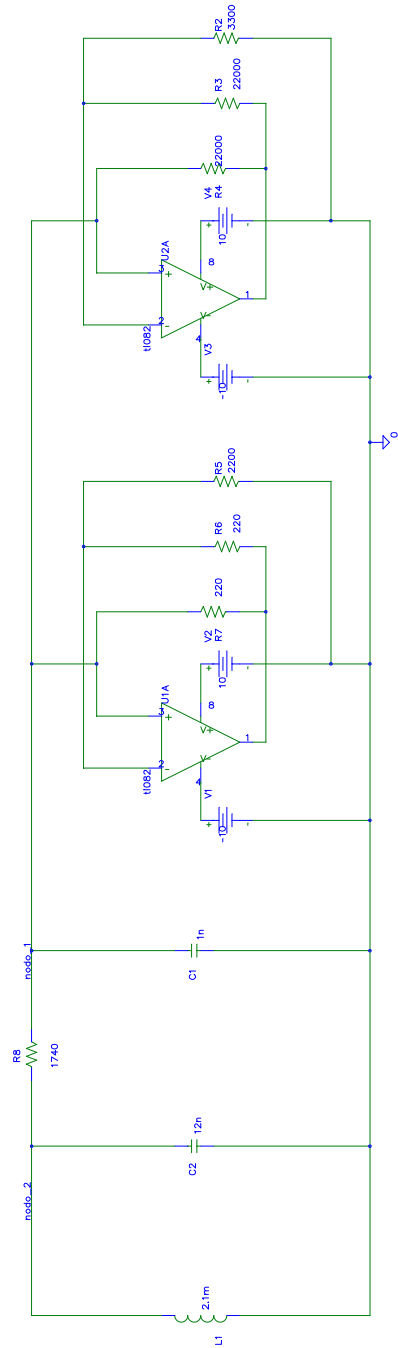 R2
3300
R3
22000
R4
22000
V4
10
+
-
U2A
tl082
3
+
2
-
V+
V-
8
4
1
V3
-10
+
-
0
R5
2200
R6
220
R7
220
V2
10
+
-
U1A
tl082
3
+
2
-
V+
V-
8
4
1
V1
-10
+
-
nodo_1
C1
1n
R8
1740
C2
12n
nodo_2
L1
2.1m